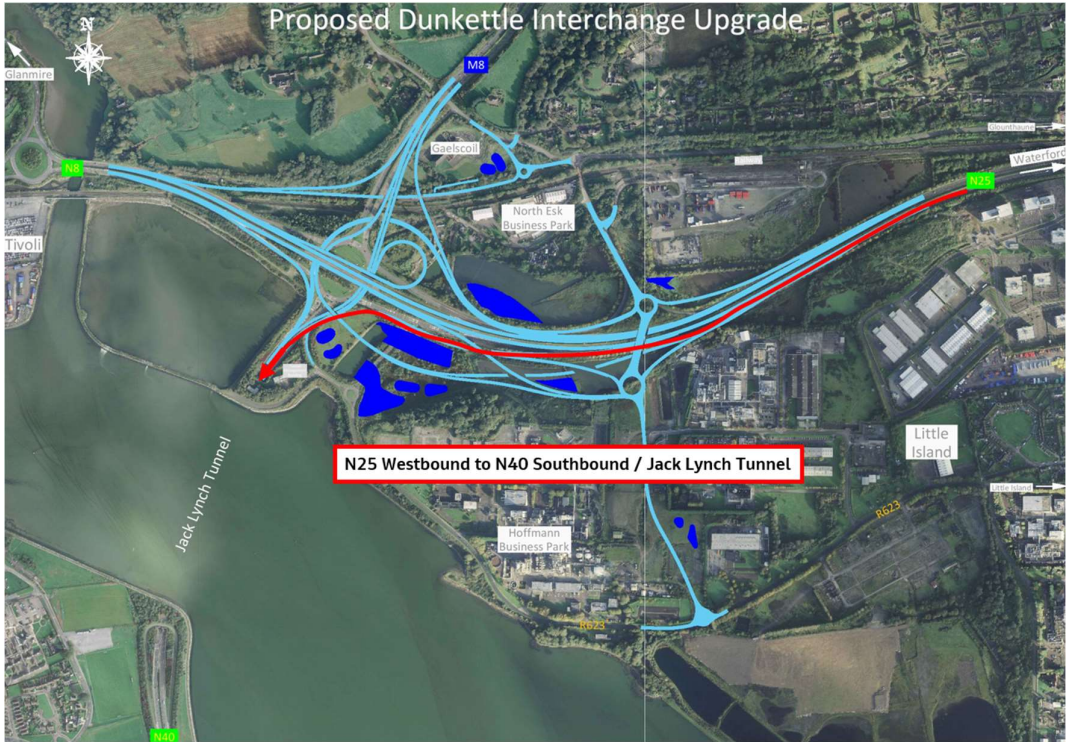 Proposed Dunkettle Interchange Upgrade
N
Glanmire
M8
Glounthaune
Gaelscoil
Waterford
N8
N25
North Esk
Business Park
Tivoli
Little
Island
N25 Westbound to N40 Southbound / Jack Lynch Tunnel
Jack Lynch Tunnel
Little Island
R623
Hoffmann
Business Park
R623
N40